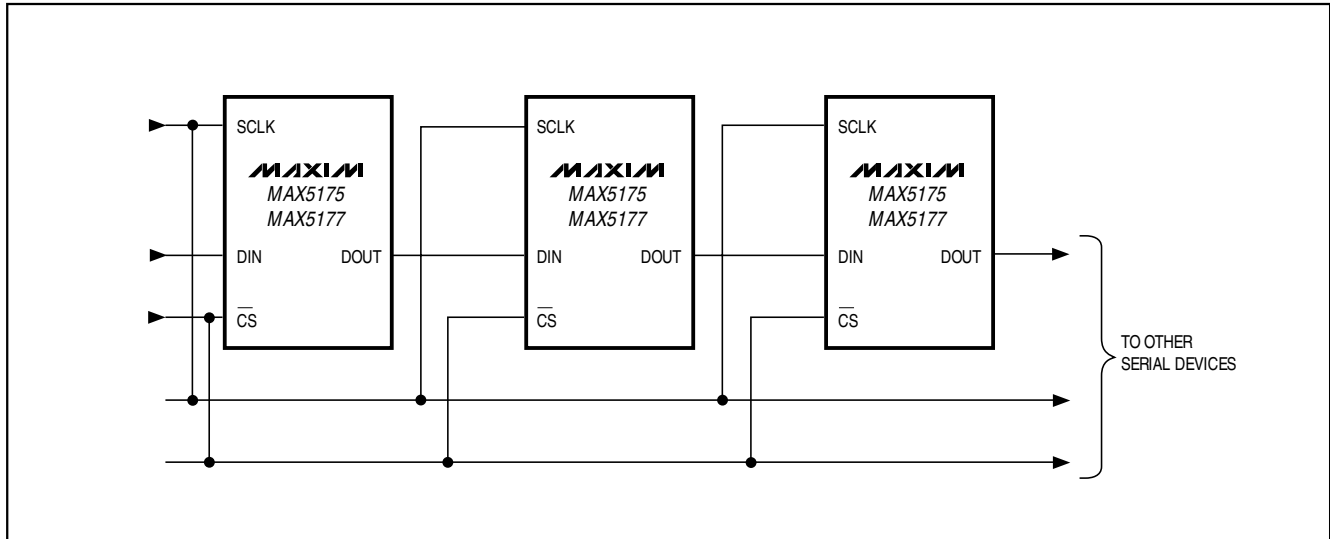 SCLK
MAXIM
MAX5175
MAX5177
DIN DOUT
CS
SCLK
MAXIM
MAX5175
MAX5177
DIN DOUT
CS
SCLK
MAXIM
MAX5175
MAX5177
DIN DOUT
CS
TO OTHER
SERIAL DEVICES